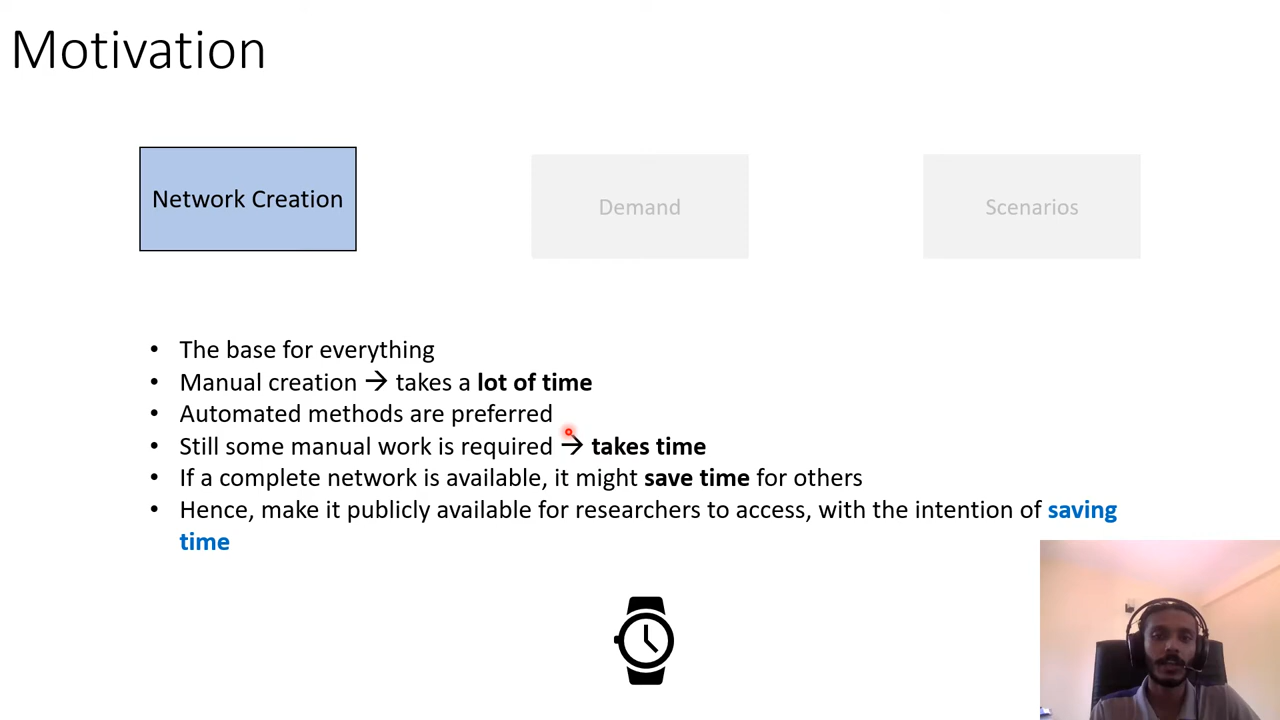 Motivation
Network Creation
Demand
Scenarios
• The base for everything
• Manual creation → takes a lot of time
• Automated methods are preferred
• Still some manual work is required → takes time
• If a complete network is available, it might save time for others
• Hence, make it publicly available for researchers to access, with the intention of saving
time